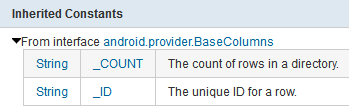 Inherited Constants
From interface android.provider.BaseColumns
String _COUNT The count of rows in a directory.
String _ID The unique ID for a row.